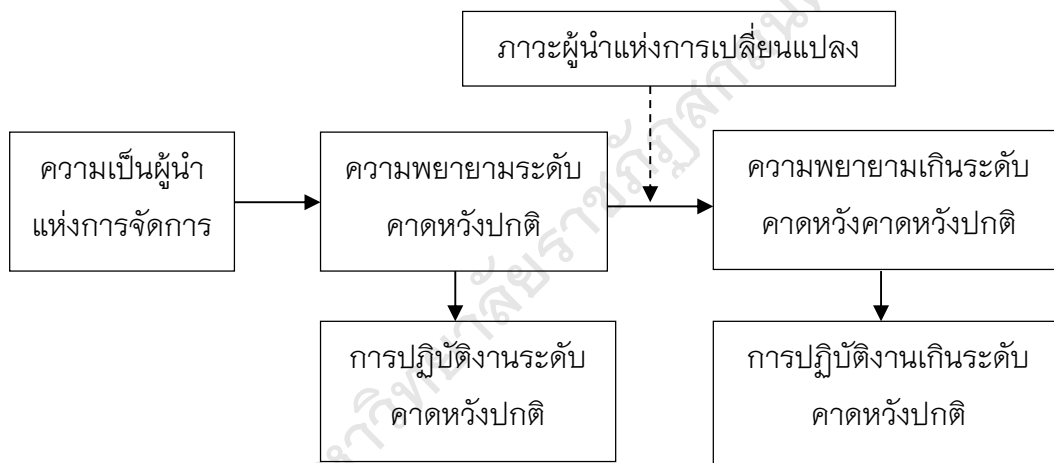 ภาวะผู้นำแห่งการเปลี่ยนแปลง
ความเป็นผู้นำ
แห่งการจัดการ
ความพยายามระดับ
คาดหวังปกติ
ความพยายามเกินระดับ
คาดหวังคาดหวังปกติ
การปฏิบัติงานระดับ
คาดหวังปกติ
การปฏิบัติงานเกินระดับ
คาดหวังปกติ